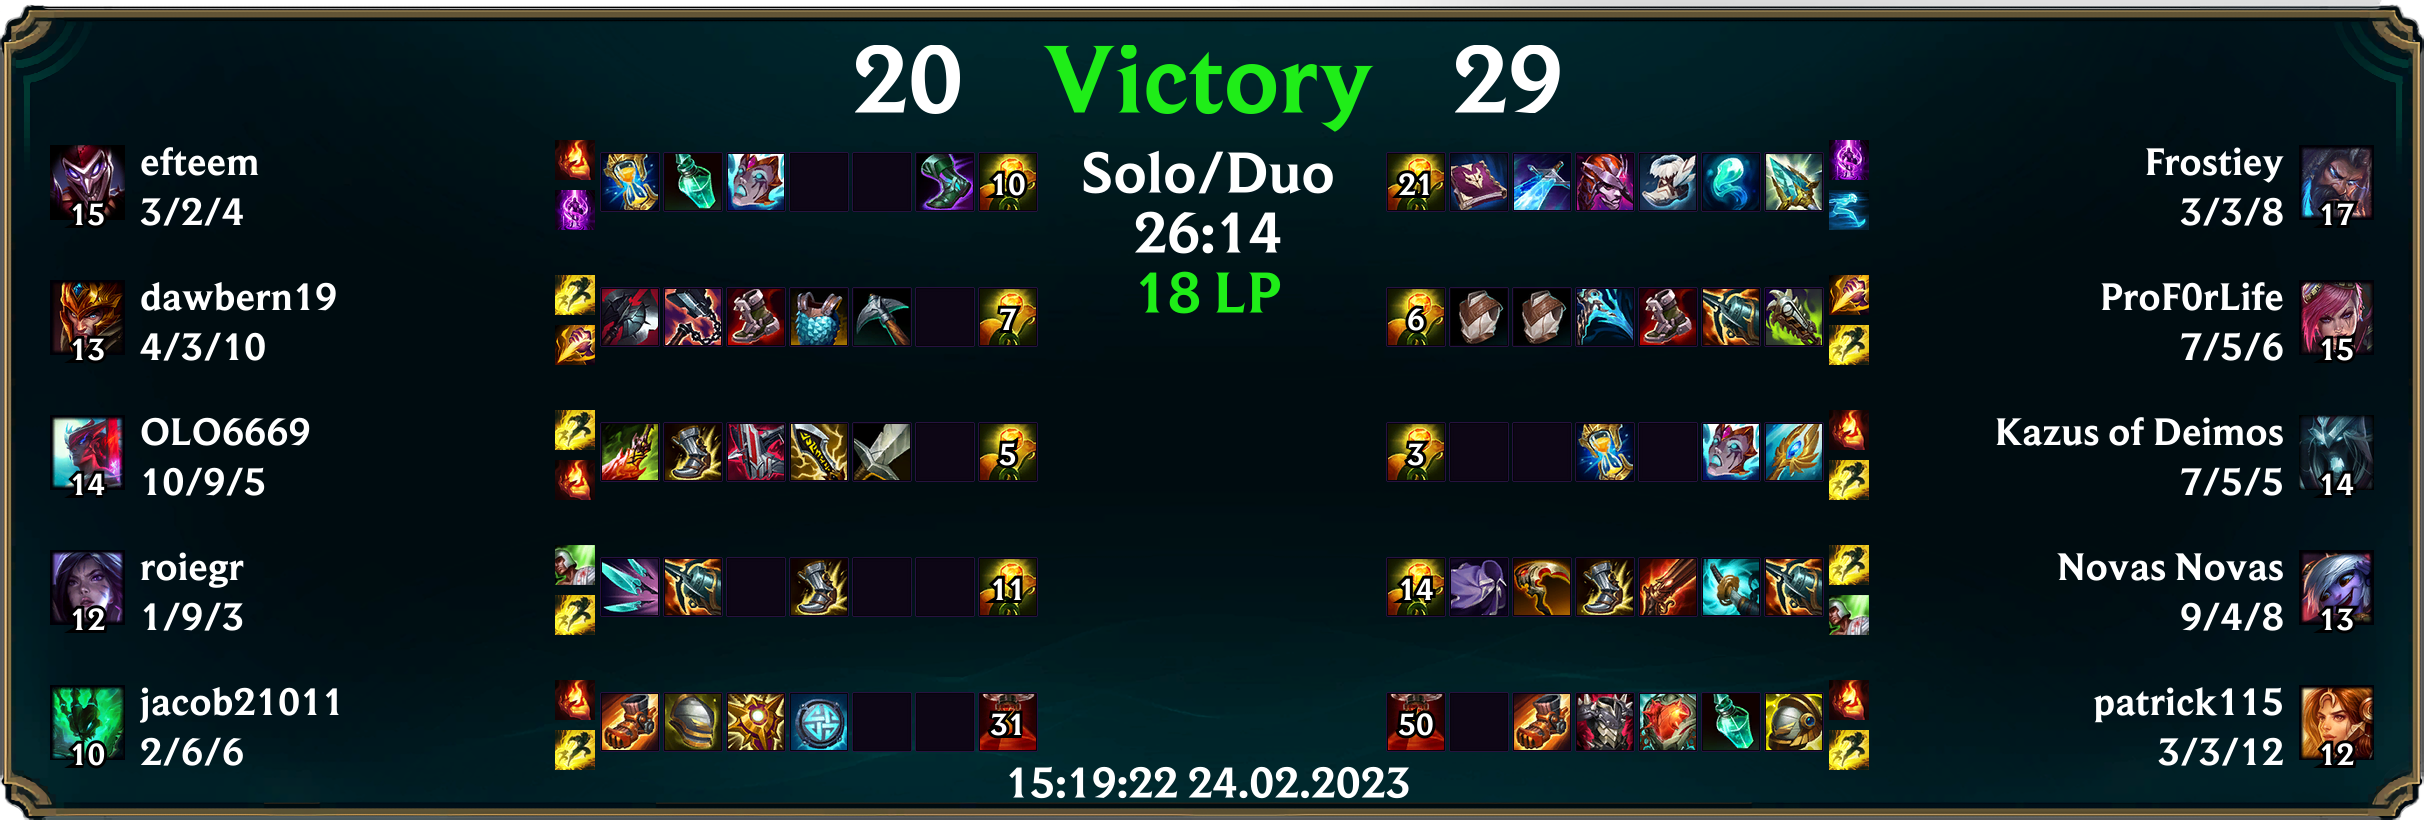 20 Victory 29
Solo/Duo
26:14
18 LP
efteem
3/2/4
15
10
dawbern19
4/3/10
13
7
OLO6669
10/9/5
14
5
roiegr
1/9/3
12
11
jacob21011
2/6/6
10
31
Frostiey
3/3/8
17
21
ProF0rLife
7/5/6
15
6
Kazus of Deimos
7/5/5
14
3
Novas Novas
9/4/8
13
14
patrick115
3/3/12
12
50
15:19:22 24.02.2023